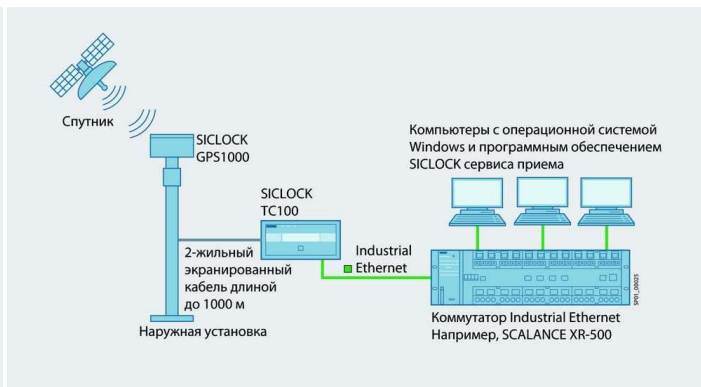 Спутник
SICLOCK
GPS1000
SICLOCK
TC100
2-жильный
экранированный
кабель длиной
до 1000 м
Наружная установка
Industrial
Ethernet
Компьютеры с операционной системой
Windows и программным обеспечением
SICLOCK сервиса приема
Коммутатор Industrial Ethernet
Например, SCALANCE XR-500
SP01_00025